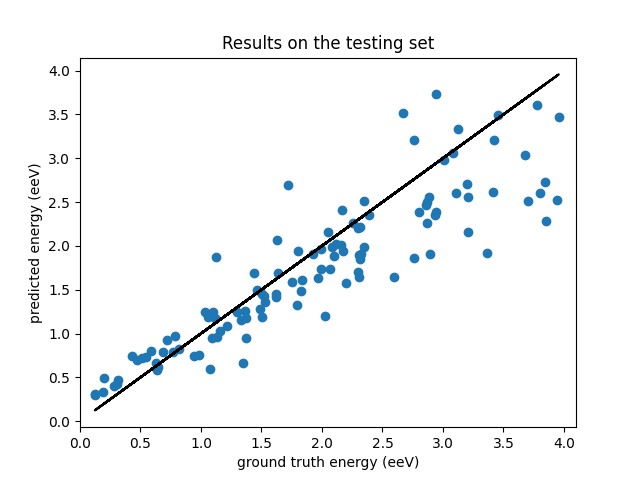 Results on the testing set
4.0
3.5
3.0
2.5
2.0
1.5
1.0
0.5
0.0
predicted energy (eeV)
0.0 0.5 1.0 1.5 2.0 2.5 3.0 3.5 4.0
ground truth energy (eeV)